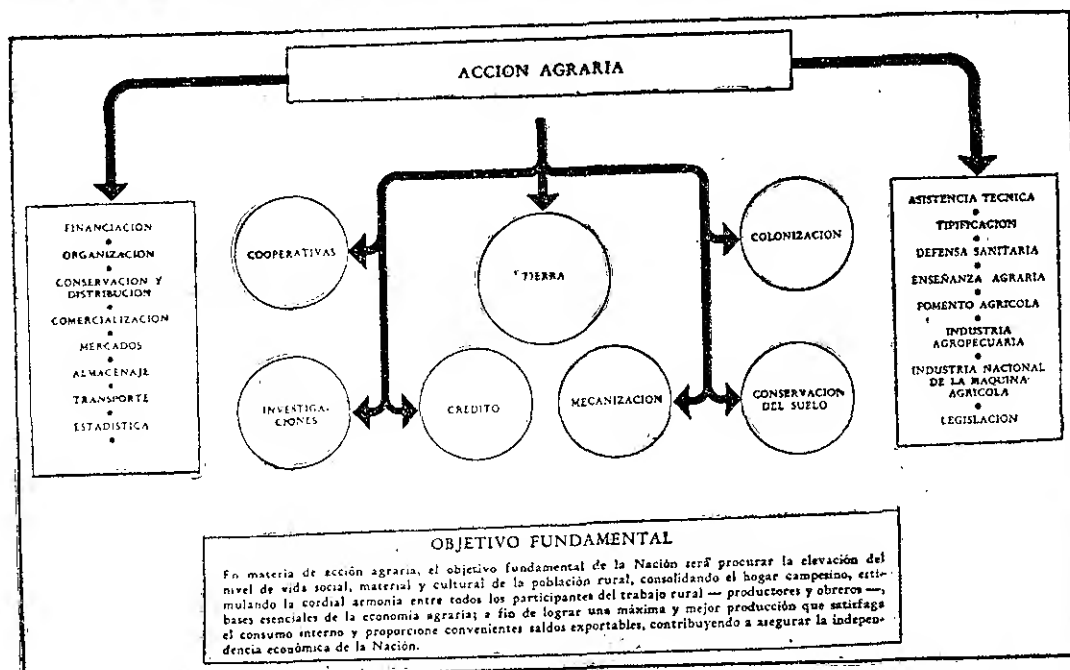 ACCION AGRARIA
FINANCIACION
ORGANIZACION
CONSERVACION Y
DISTRIBUCION
COMERCIALIZACION
MERCADOS
ALMACENAJE
TRANSPORTE
ESTADISTICA
COOPERATIVAS
TIERRA
COLONIZACION
INVESTIGA-
CIONES
CREDITO
MECANIZACION
CONSERVACION
DEL SUELO
ASISTENCIA TECNICA
TIPIFICACION
DEFENSA SANITARIA
ENSEÑANZA AGRARIA
FOMENTO AGRICOLA
INDUSTRIA
AGROPECUARIA
INDUSTRIA NACIONAL
DE LA MAQUINA
AGRICOLA
LEGISLACION
OBJETIVO FUNDAMENTAL
En materia de acción agraria, el objetivo fundamental de la Nación será procurar la elevación del
nivel de vida social, material y cultural de la población rural, consolidando el hogar campesino, esti-
mulando la cordial armonía entre todos los participantes del trabajo rural — productores y obreros —,
bases esenciales de la economía agraria; a fin de lograr una máxima y mejor producción que satisfaga
el consumo interno y proporcione convenientes saldos exportables, contribuyendo a asegurar la indepen-
dencia económica de la Nación.